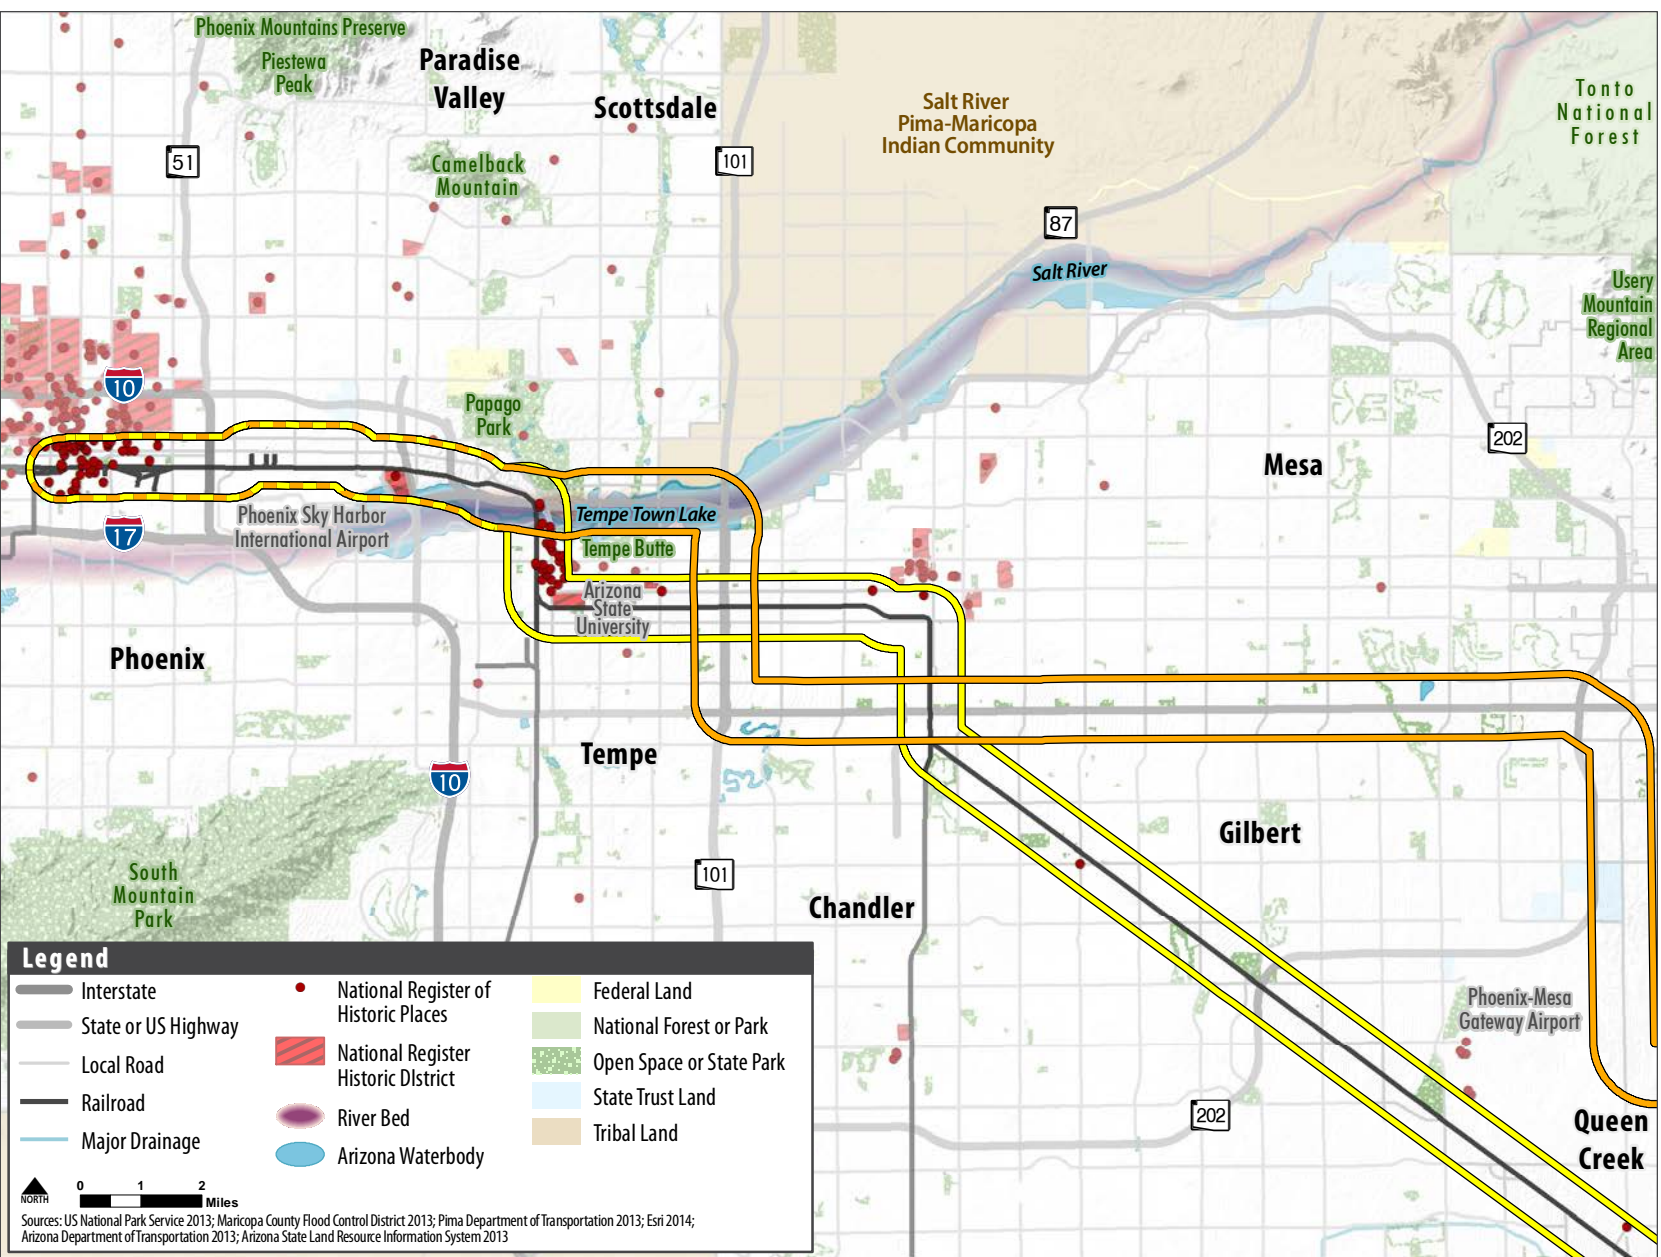 Phoenix Mountains Preserve
Piestewa
Peak
Paradise
Valley
Scottsdale
Salt River
Pima-Maricopa
Indian Community
Tonto
National
Forest
51
Camelback
Mountain
101
87
Salt River
Usery
Mountain
Regional
Area
10
Papago
Park
202
Mesa
Phoenix Sky Harbor
International Airport
17
Tempe Town Lake
Tempe Butte
Arizona
State
University
Phoenix
Tempe
10
Gilbert
South
Mountain
Park
101
Chandler
Phoenix-Mesa
Gateway Airport
202
Queen
Creek
Legend
Interstate
State or US Highway
Local Road
Railroad
Major Drainage
National Register of
Historic Places
National Register
Historic DIstrict
River Bed
Arizona Waterbody
Federal Land
National Forest or Park
Open Space or State Park
State Trust Land
Tribal Land
NORTH
0 1 2
Miles
Sources: US National Park Service 2013; Maricopa County Flood Control District 2013; Pima Department of Transportation 2013; Esri 2014;
Arizona Department of Transportation 2013; Arizona State Land Resource Information System 2013